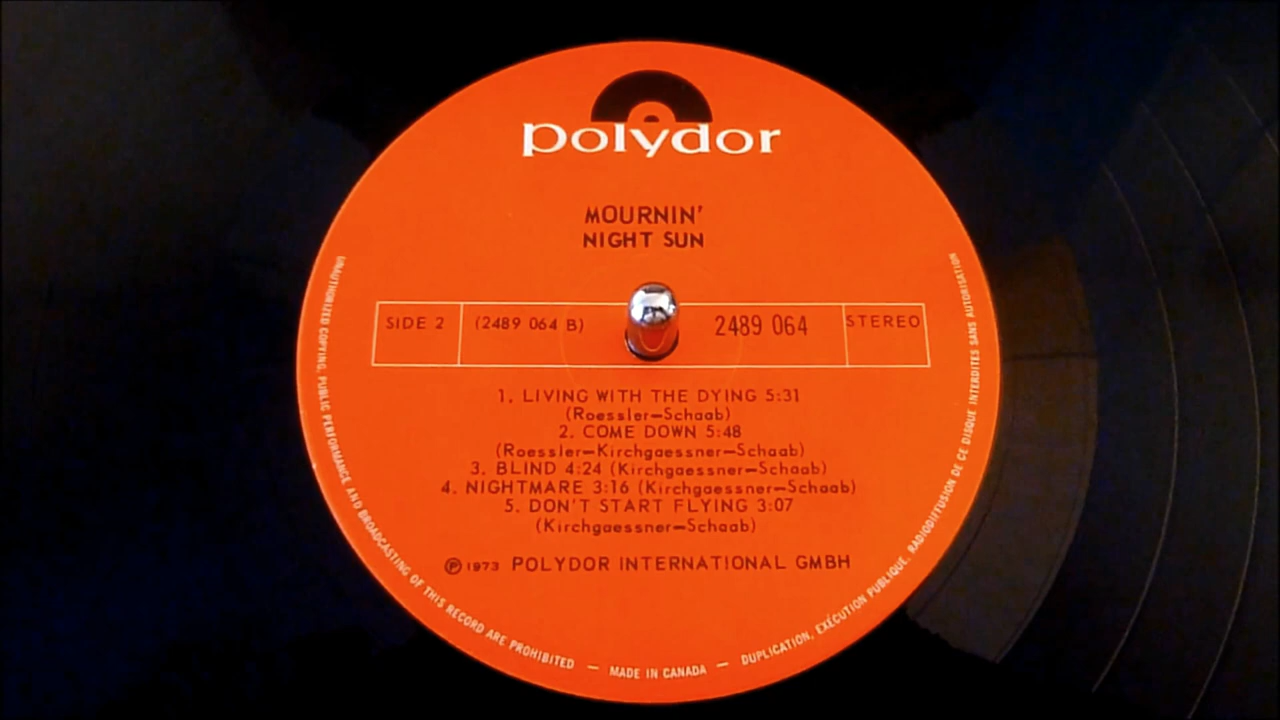 polydor
MOURNIN'
NIGHT SUN
SIDE 2
(2489 064 B)
2489 064
STEREO
1. LIVING WITH THE DYING 5:31
(Roessler—Schaab)
2. COME DOWN 5:48
(Roessler—Kirchgaessner—Schaab)
3. BLIND 4:24 (Kirchgaessner—Schaab)
4. NIGHTMARE 3:16 (Kirchgaessner—Schaab)
5. DON'T START FLYING 3:07
(Kirchgaessner—Schaab)
℗ 1973 POLYDOR INTERNATIONAL GMBH
UNAUTHORIZED COPYING, PUBLIC PERFORMANCE AND BROADCASTING OF THIS RECORD ARE PROHIBITED — MADE IN CANADA — DUPLICATION, EXÉCUTION PUBLIQUE, RADIODIFFUSION DE CE DISQUE INTERDITES SANS AUTORISATION